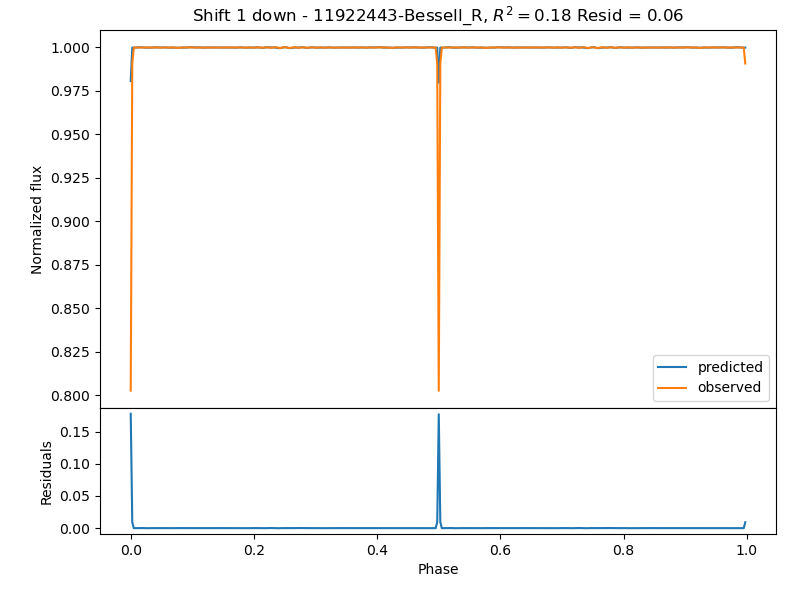 Shift 1 down - 11922443-Bessell_R, R² = 0.18 Resid = 0.06
Normalized flux
1.000
0.975
0.950
0.925
0.900
0.875
0.850
0.825
0.800
predicted
observed
Residuals
0.15
0.10
0.05
0.00
0.0 0.2 0.4 0.6 0.8 1.0
Phase